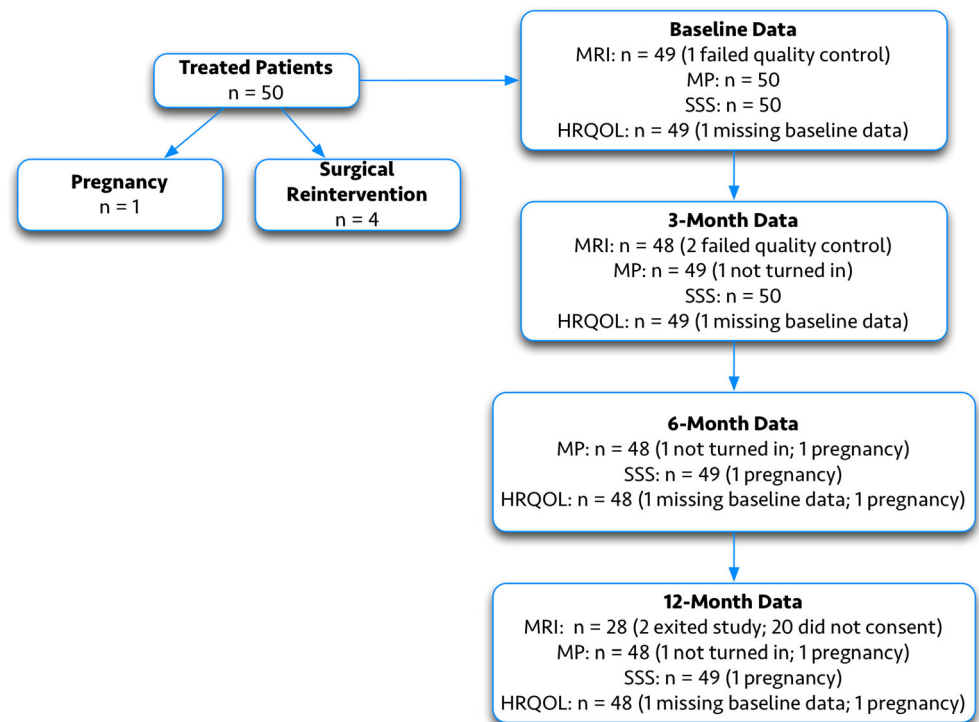 Treated Patients
n = 50
Pregnancy
n = 1
Surgical
Reintervention
n = 4
Baseline Data
MRI: n = 49 (1 failed quality control)
MP: n = 50
SSS: n = 50
HRQOL: n = 49 (1 missing baseline data)
3-Month Data
MRI: n = 48 (2 failed quality control)
MP: n = 49 (1 not turned in)
SSS: n = 50
HRQOL: n = 49 (1 missing baseline data)
6-Month Data
MP: n = 48 (1 not turned in; 1 pregnancy)
SSS: n = 49 (1 pregnancy)
HRQOL: n = 48 (1 missing baseline data; 1 pregnancy)
12-Month Data
MRI: n = 28 (2 exited study; 20 did not consent)
MP: n = 48 (1 not turned in; 1 pregnancy)
SSS: n = 49 (1 pregnancy)
HRQOL: n = 48 (1 missing baseline data; 1 pregnancy)